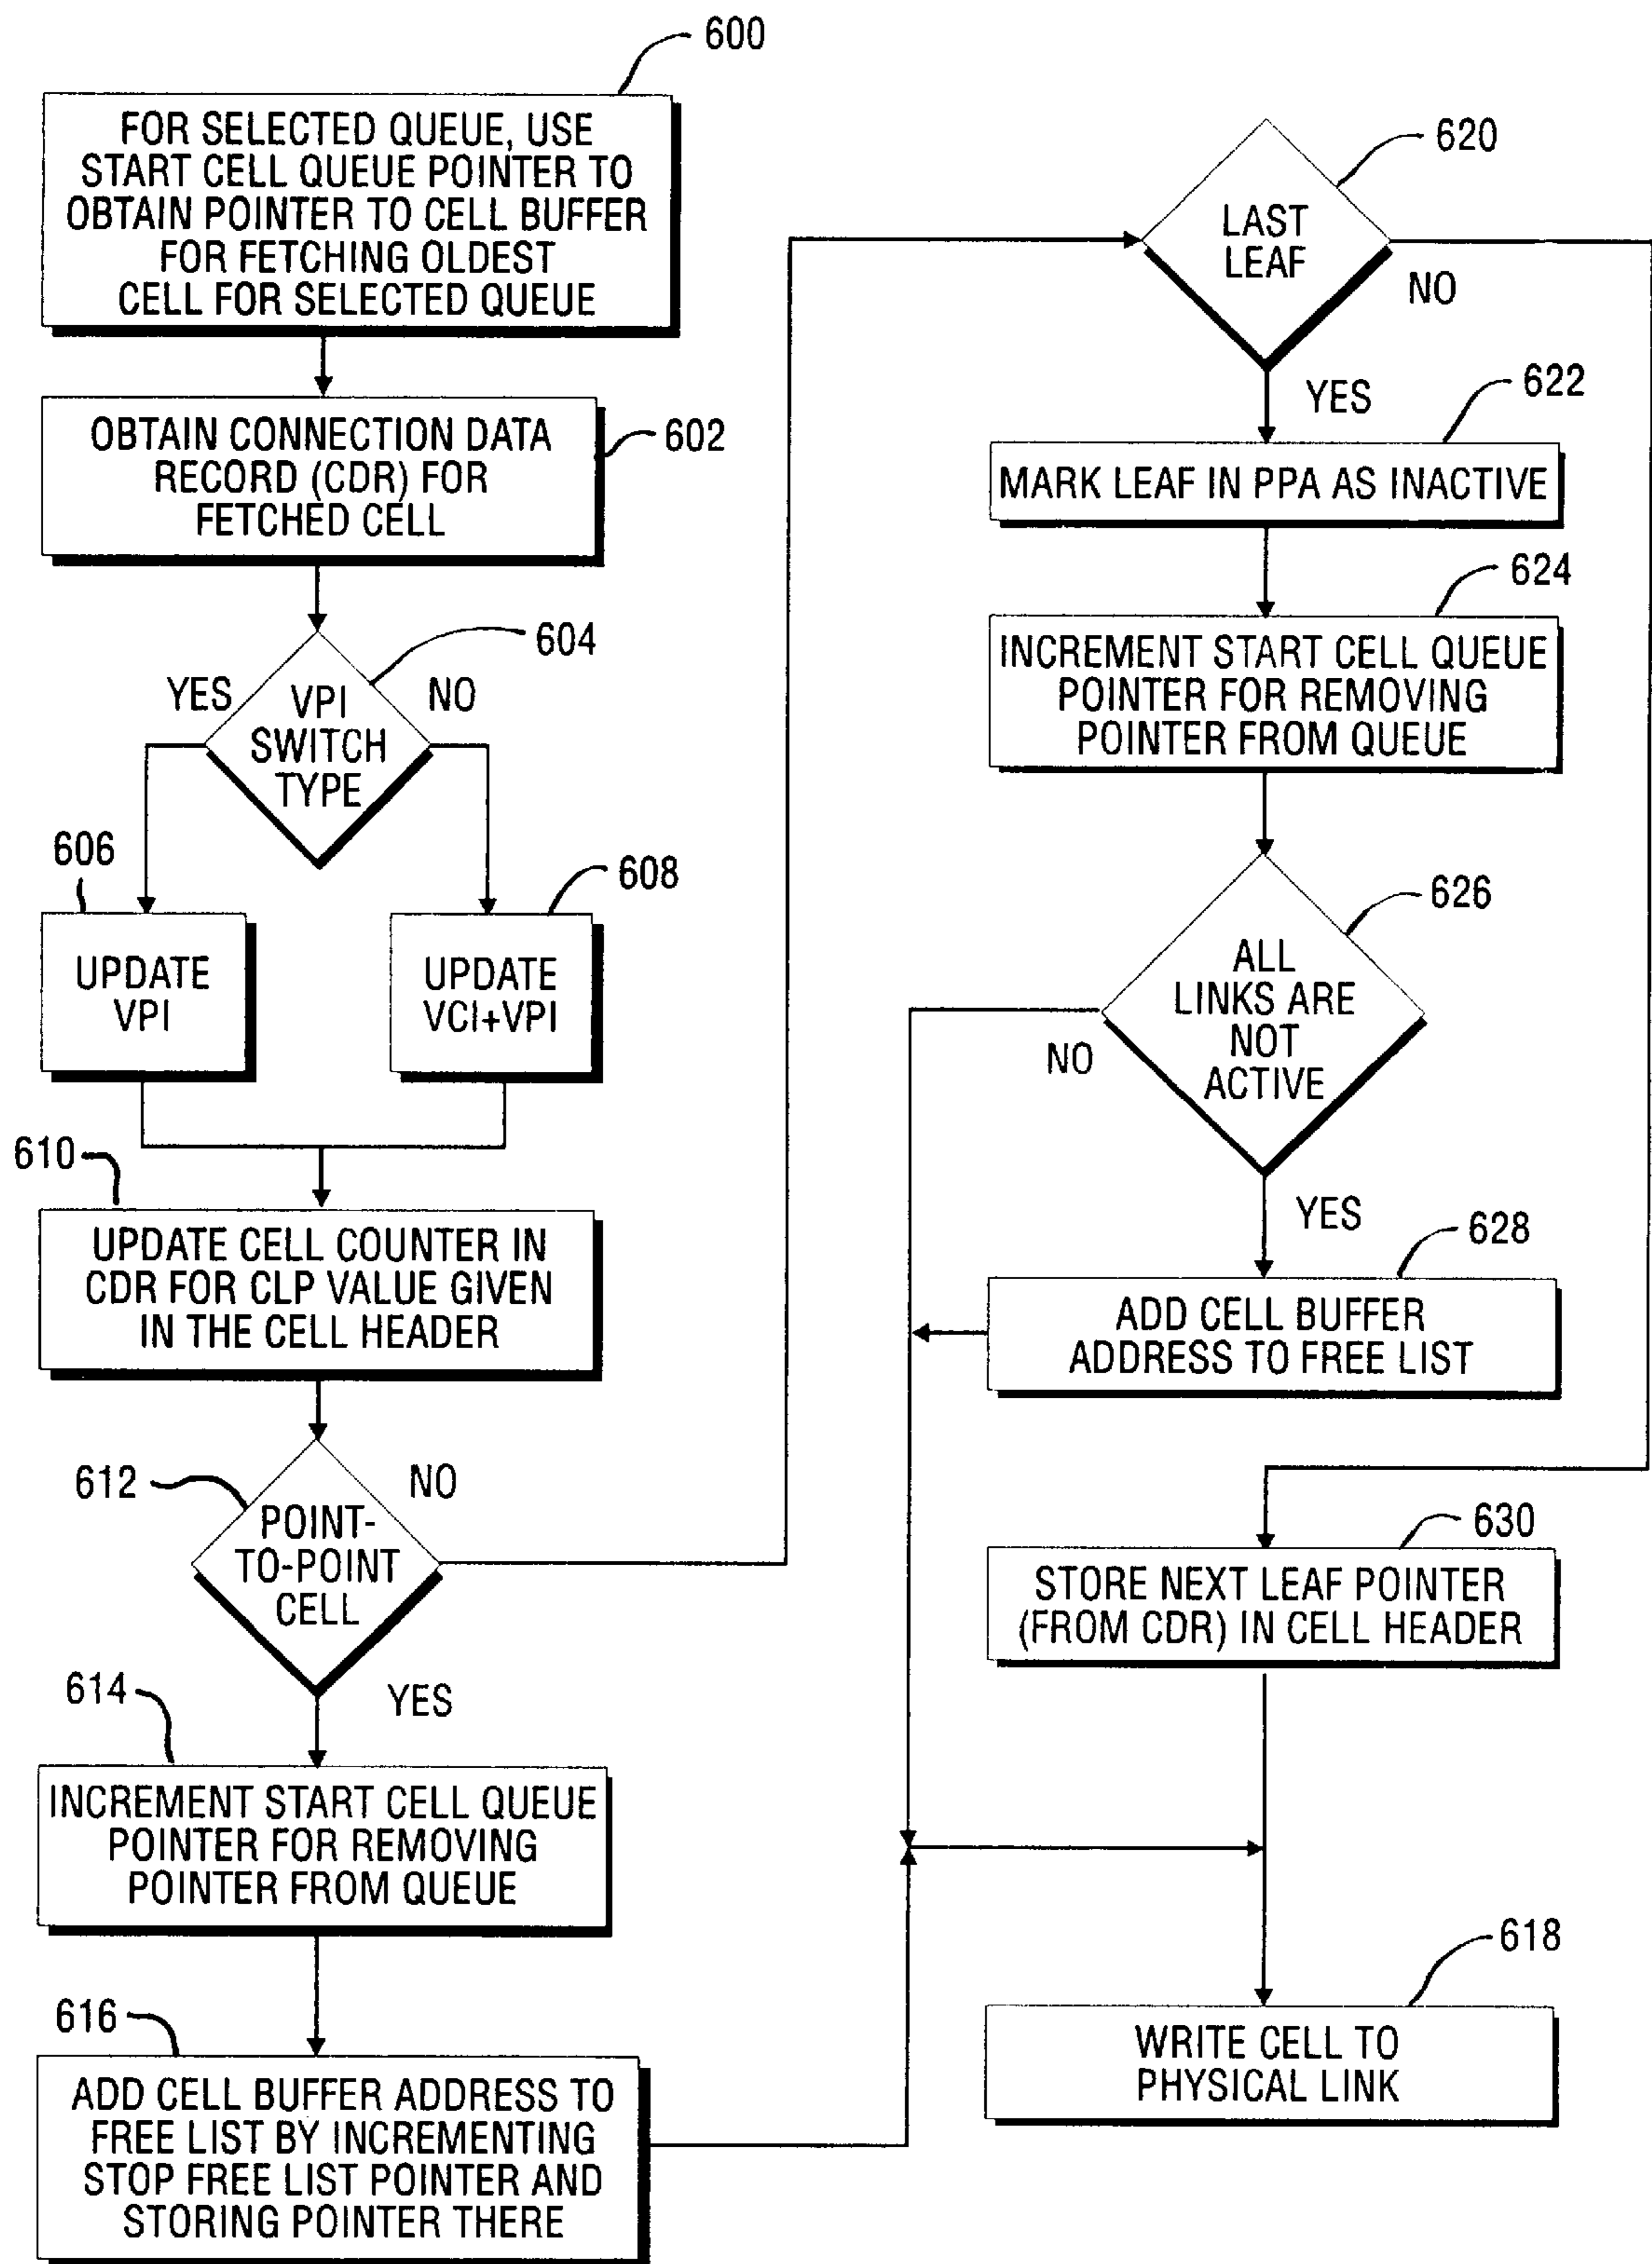 600
FOR SELECTED QUEUE, USE
START CELL QUEUE POINTER TO
OBTAIN POINTER TO CELL BUFFER
FOR FETCHING OLDEST
CELL FOR SELECTED QUEUE
602
OBTAIN CONNECTION DATA
RECORD (CDR) FOR
FETCHED CELL
604
YES
NO
VPI
SWITCH
TYPE
606
UPDATE
VPI
608
UPDATE
VCI+VPI
610
UPDATE CELL COUNTER IN
CDR FOR CLP VALUE GIVEN
IN THE CELL HEADER
612
NO
POINT-
TO-POINT
CELL
YES
614
INCREMENT START CELL QUEUE
POINTER FOR REMOVING
POINTER FROM QUEUE
616
ADD CELL BUFFER ADDRESS TO
FREE LIST BY INCREMENTING
STOP FREE LIST POINTER AND
STORING POINTER THERE
620
LAST
LEAF
NO
YES
622
MARK LEAF IN PPA AS INACTIVE
624
INCREMENT START CELL QUEUE
POINTER FOR REMOVING
POINTER FROM QUEUE
626
ALL
LINKS ARE
NOT
ACTIVE
NO
YES
628
ADD CELL BUFFER
ADDRESS TO FREE LIST
630
STORE NEXT LEAF POINTER
(FROM CDR) IN CELL HEADER
618
WRITE CELL TO
PHYSICAL LINK